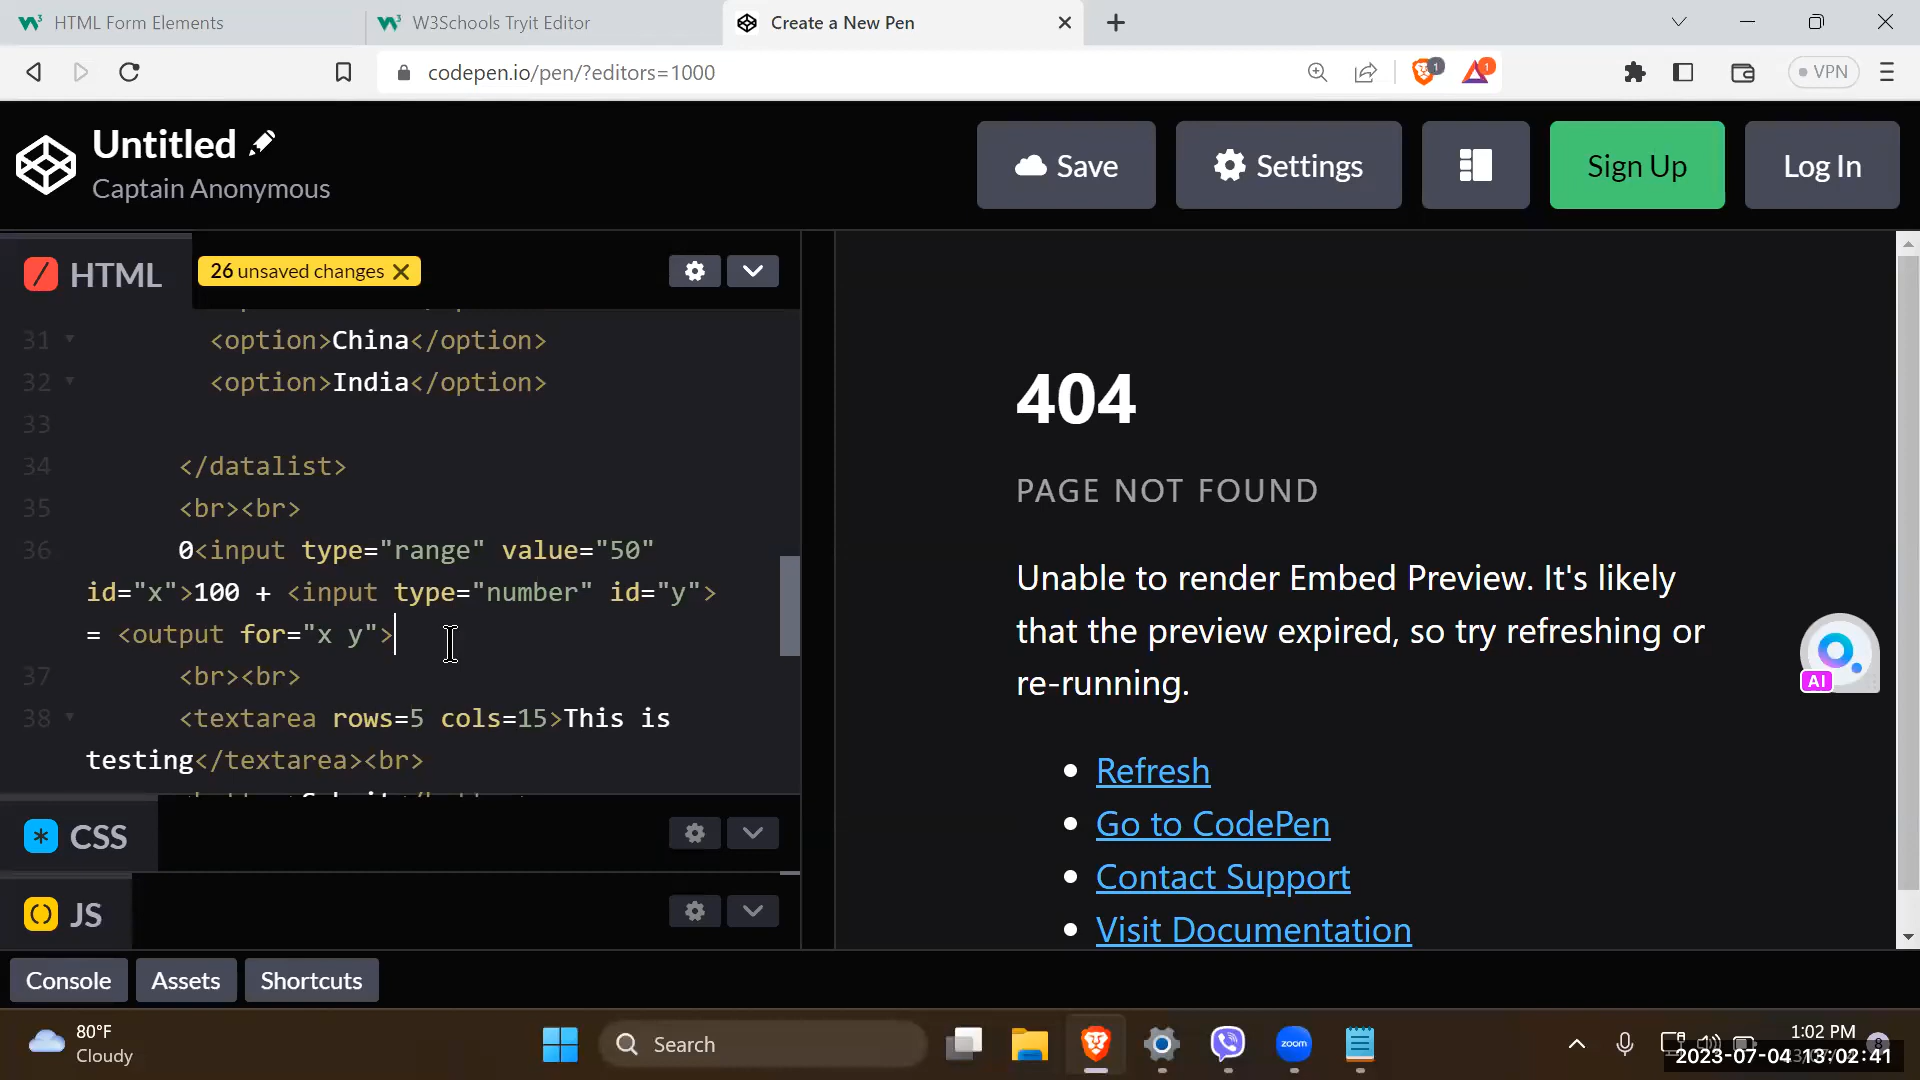 HTML Form Elements
W3Schools Tryit Editor
Create a New Pen
codepen.io/pen/?editors=1000
1
1
VPN
Untitled
Captain Anonymous
Save
Settings
Sign Up
Log In
HTML
26 unsaved changes
31 <option>China</option>
32 <option>India</option>
33
34 </datalist>
35 <br><br>
36 0<input type="range" value="50"
id="x">100 + <input type="number" id="y">
= <output for="x y">
37 <br><br>
38 <textarea rows=5 cols=15>This is
testing</textarea><br>
CSS
JS
404
PAGE NOT FOUND
Unable to render Embed Preview. It's likely
that the preview expired, so try refreshing or
re-running.
Refresh
Go to CodePen
Contact Support
Visit Documentation
AI
Console
Assets
Shortcuts
80°F
Cloudy
Search
zoom
1:02 PM
2023-07-04 13:02:41
8